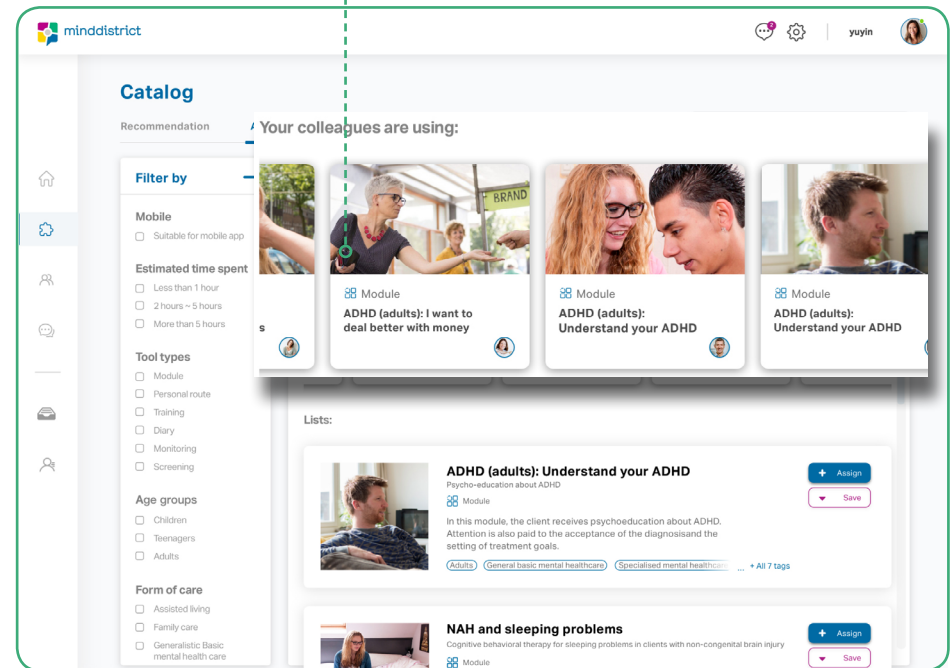 minddistrict
2
yuyin
Catalog
Recommendation
Your colleagues are using:
Filter by
Mobile
Suitable for mobile app
Estimated time spent
Less than 1 hour
2 hours ~ 5 hours
More than 5 hours
Tool types
Module
Personal route
Training
Diary
Monitoring
Screening
Age groups
Children
Teenagers
Adults
Form of care
Assisted living
Family care
Generalistic Basic
mental health care
s
BRAND
Module
ADHD (adults): I want to
deal better with money
Module
ADHD (adults):
Understand your ADHD
Module
ADHD (adults):
Understand your ADHD
Lists:
ADHD (adults): Understand your ADHD
Psycho-education about ADHD
Module
In this module, the client receives psychoeducation about ADHD.
Attention is also paid to the acceptance of the diagnosisand the
setting of treatment goals.
Adults General basic mental healthcare Specialised mental healthcare ... + All 7 tags
+ Assign
Save
NAH and sleeping problems
Cognitive behavioral therapy for sleeping problems in clients with non-congenital brain injury
Module
+ Assign
Save